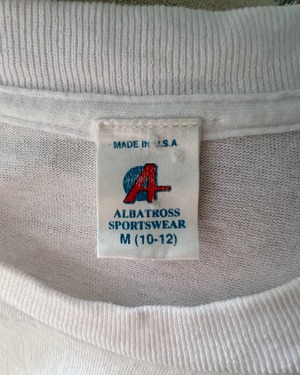 MADE IN U.S.A.
A
ALBATROSS
SPORTSWEAR
M (10-12)